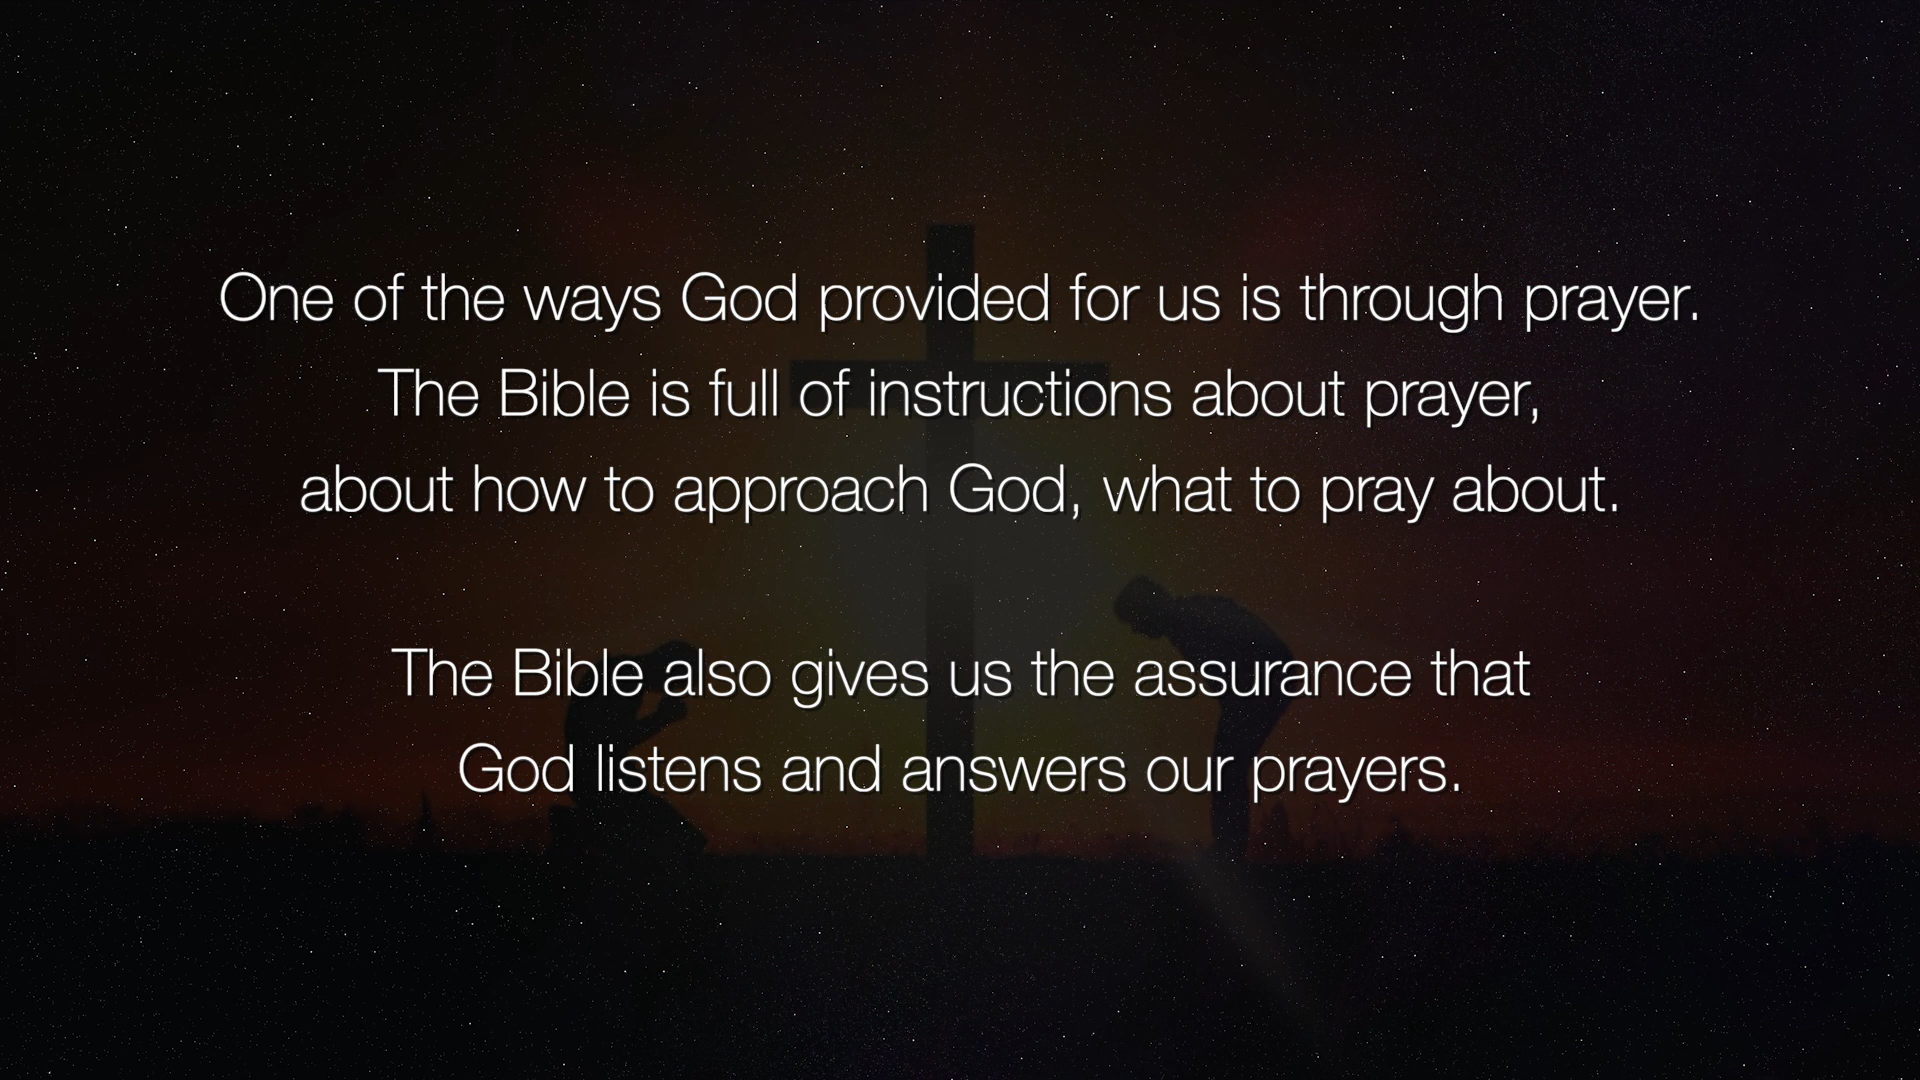 One of the ways God provided for us is through prayer.
The Bible is full of instructions about prayer,
about how to approach God, what to pray about.
The Bible also gives us the assurance that
God listens and answers our prayers.